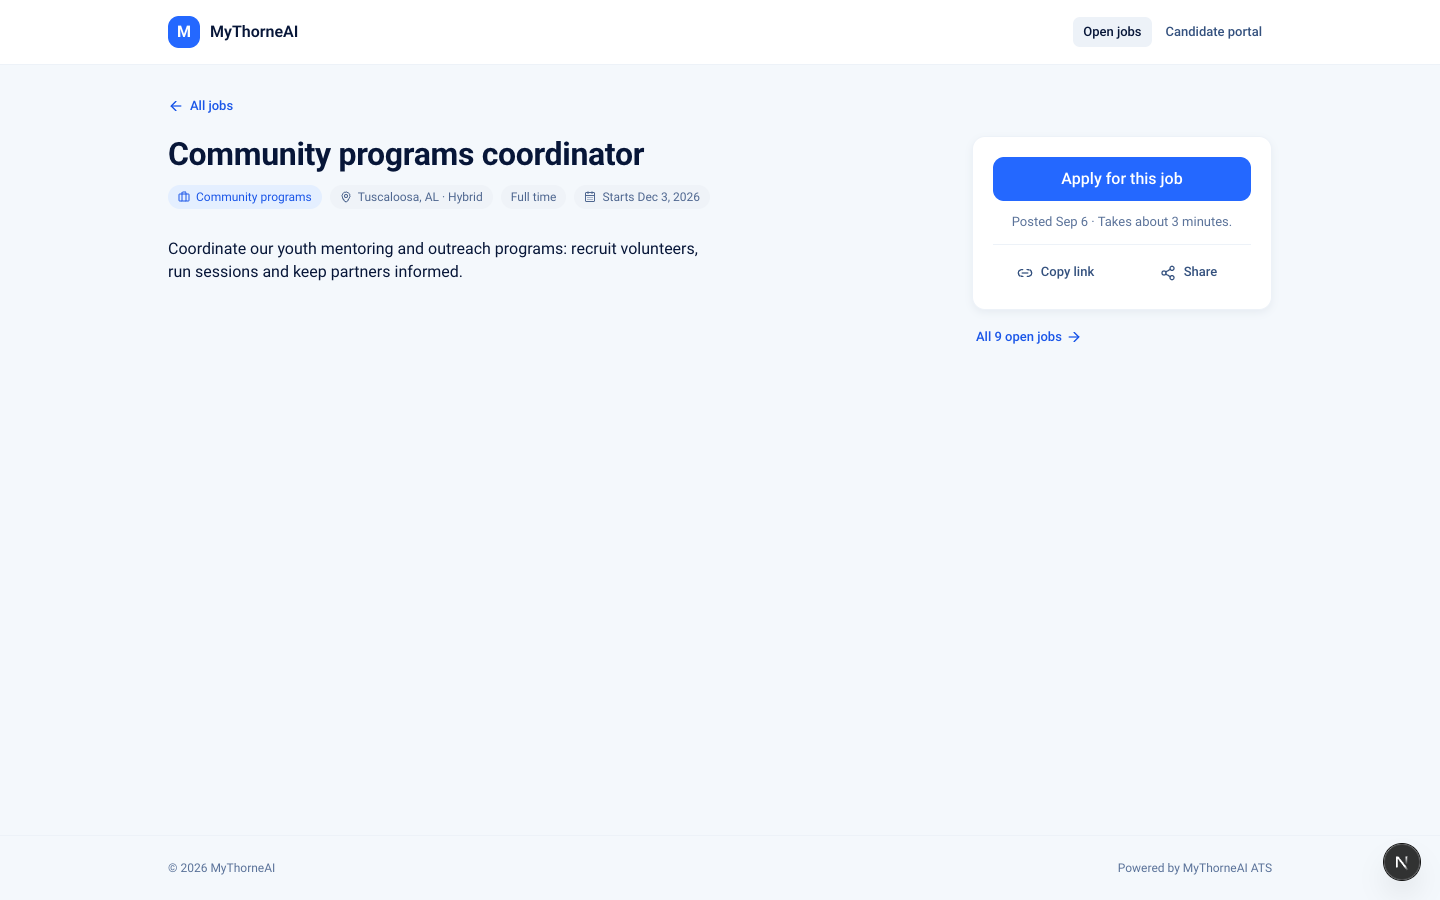 M MyThorneAI
Open jobs
Candidate portal
All jobs
Community programs coordinator
Community programs
Tuscaloosa, AL · Hybrid
Full time
Starts Dec 3, 2026
Coordinate our youth mentoring and outreach programs: recruit volunteers,
run sessions and keep partners informed.
Apply for this job
Posted Sep 6 · Takes about 3 minutes.
Copy link
Share
All 9 open jobs
© 2026 MyThorneAI
Powered by MyThorneAI ATS
N